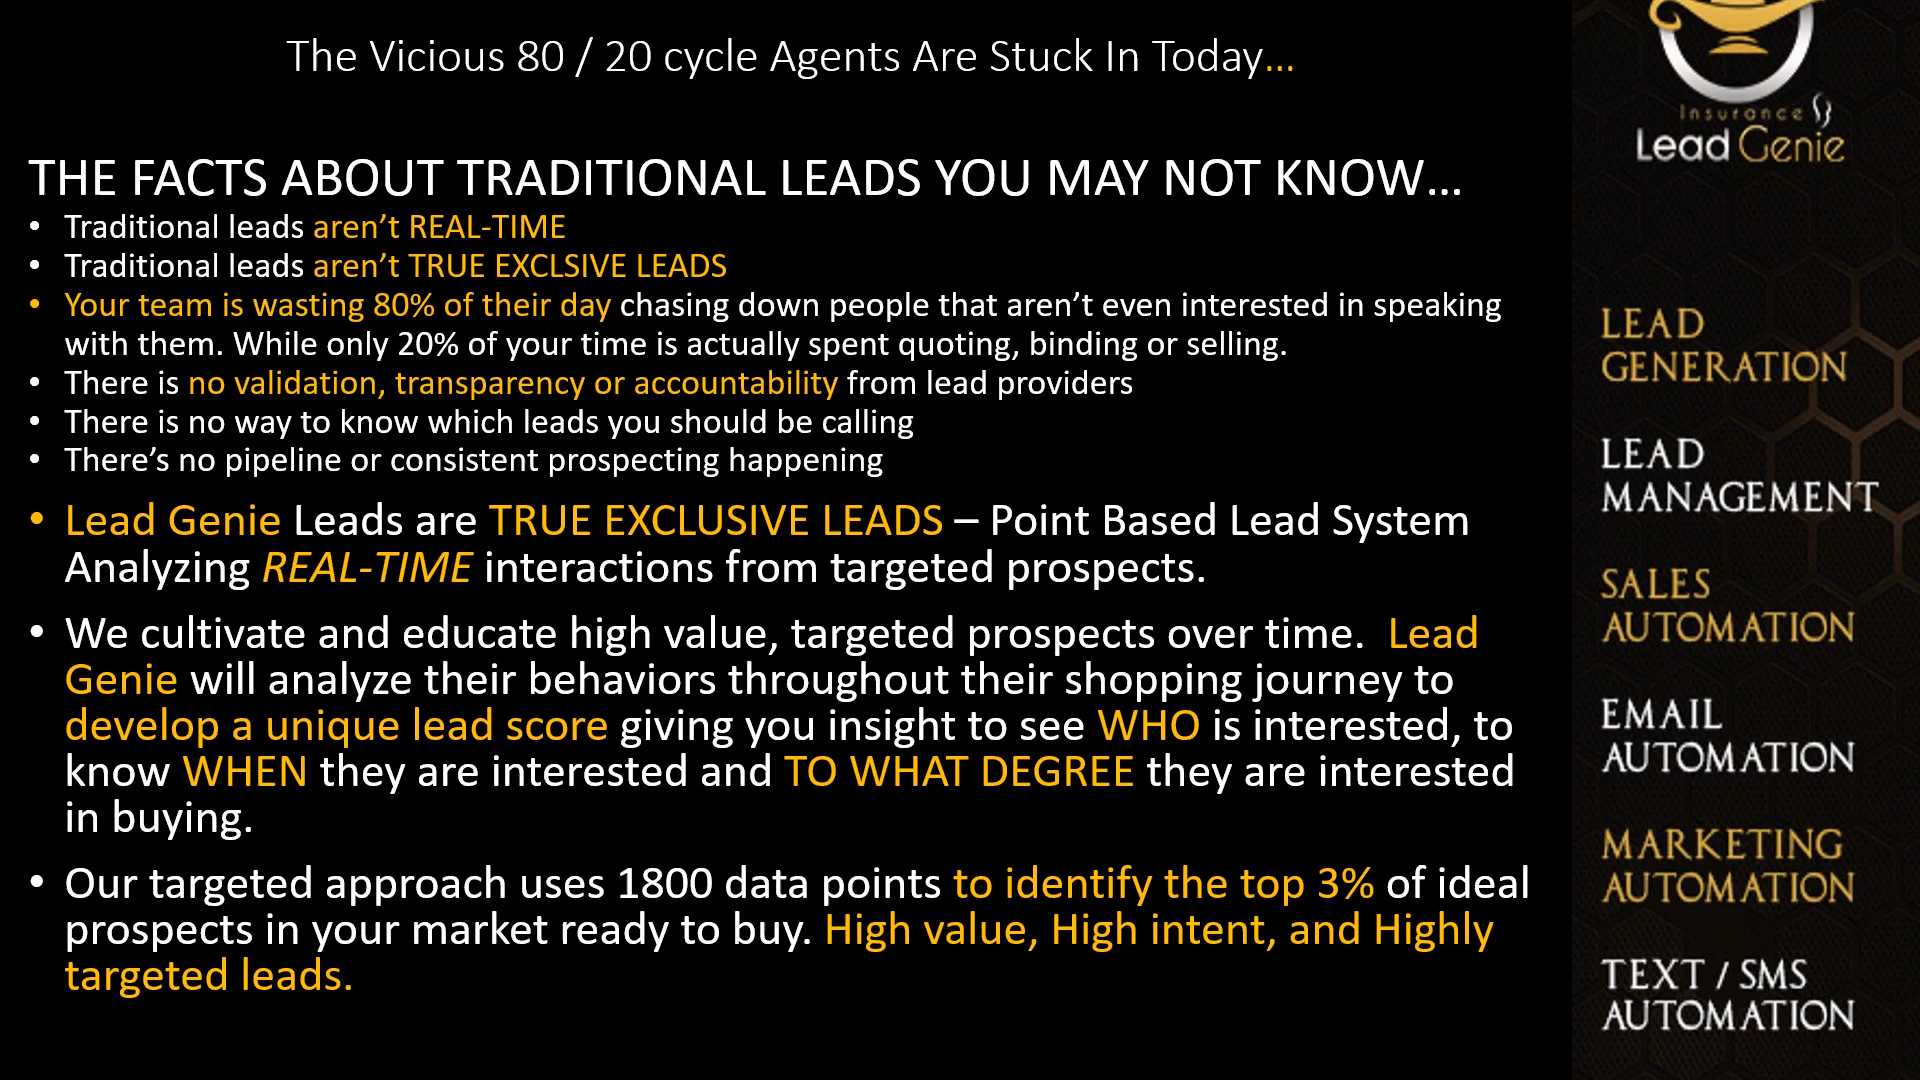 The Vicious 80 / 20 cycle Agents Are Stuck In Today...
THE FACTS ABOUT TRADITIONAL LEADS YOU MAY NOT KNOW...
• Traditional leads aren't REAL-TIME
• Traditional leads aren't TRUE EXCLSIVE LEADS
• Your team is wasting 80% of their day chasing down people that aren't even interested in speaking
with them. While only 20% of your time is actually spent quoting, binding or selling.
• There is no validation, transparency or accountability from lead providers
• There is no way to know which leads you should be calling
• There's no pipeline or consistent prospecting happening
• Lead Genie Leads are TRUE EXCLUSIVE LEADS – Point Based Lead System
Analyzing REAL-TIME interactions from targeted prospects.
• We cultivate and educate high value, targeted prospects over time. Lead
Genie will analyze their behaviors throughout their shopping journey to
develop a unique lead score giving you insight to see WHO is interested, to
know WHEN they are interested and TO WHAT DEGREE they are interested
in buying.
• Our targeted approach uses 1800 data points to identify the top 3% of ideal
prospects in your market ready to buy. High value, High intent, and Highly
targeted leads.
Insurance
Lead Genie
LEAD
GENERATION
LEAD
MANAGEMENT
SALES
AUTOMATION
EMAIL
AUTOMATION
MARKETING
AUTOMATION
TEXT / SMS
AUTOMATION